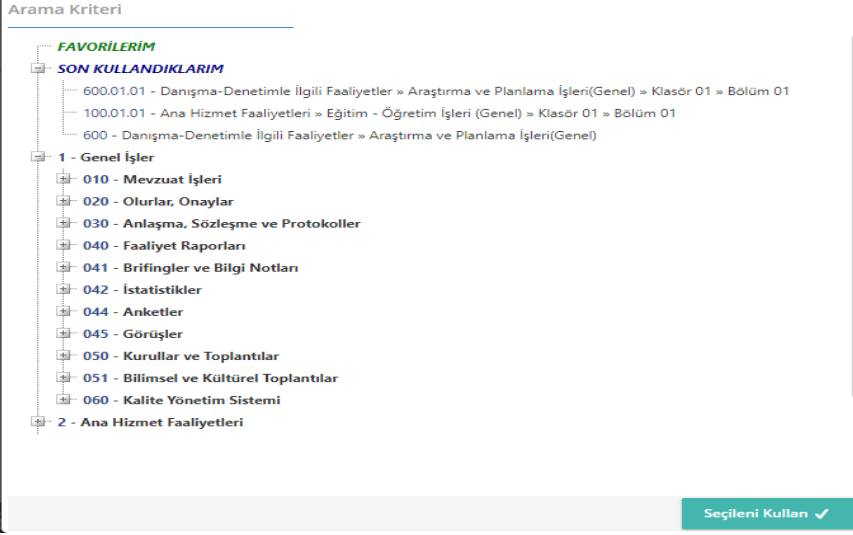 Arama Kriteri
FAVORİLERİM
SON KULLANDIKLARIM
600.01.01 - Danışma-Denetimle İlgili Faaliyetler » Araştırma ve Planlama İşleri(Genel) » Klasör 01 » Bölüm 01
100.01.01 - Ana Hizmet Faaliyetleri » Eğitim - Öğretim İşleri (Genel) » Klasör 01 » Bölüm 01
600 - Danışma-Denetimle İlgili Faaliyetler » Araştırma ve Planlama İşleri(Genel)
1 - Genel İşler
010 - Mevzuat İşleri
020 - Olurlar, Onaylar
030 - Anlaşma, Sözleşme ve Protokoller
040 - Faaliyet Raporları
041 - Brifingler ve Bilgi Notları
042 - İstatistikler
044 - Anketler
045 - Görüşler
050 - Kurullar ve Toplantılar
051 - Bilimsel ve Kültürel Toplantılar
060 - Kalite Yönetim Sistemi
2 - Ana Hizmet Faaliyetleri
Seçileni Kullan ✓